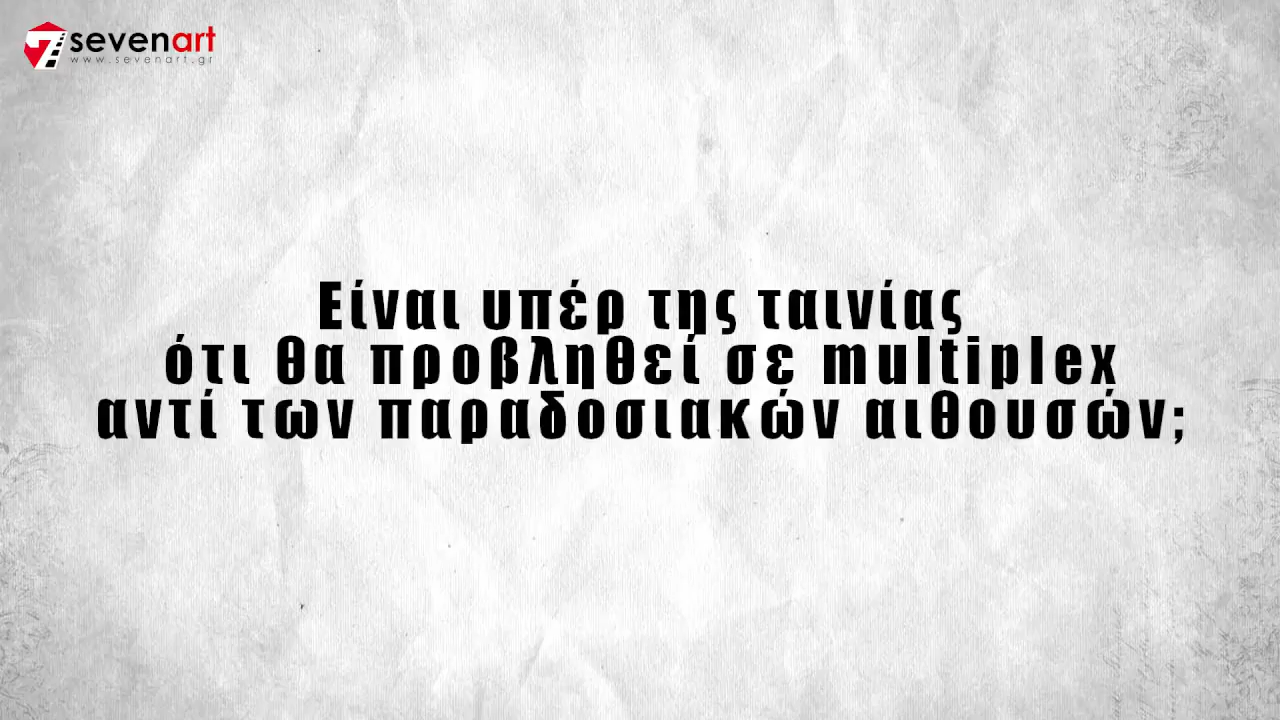 sevenart
www.sevenart.gr
Είναι υπέρ της ταινίας
ότι θα προβληθεί σε multiplex
αντί των παραδοσιακών αιθουσών;